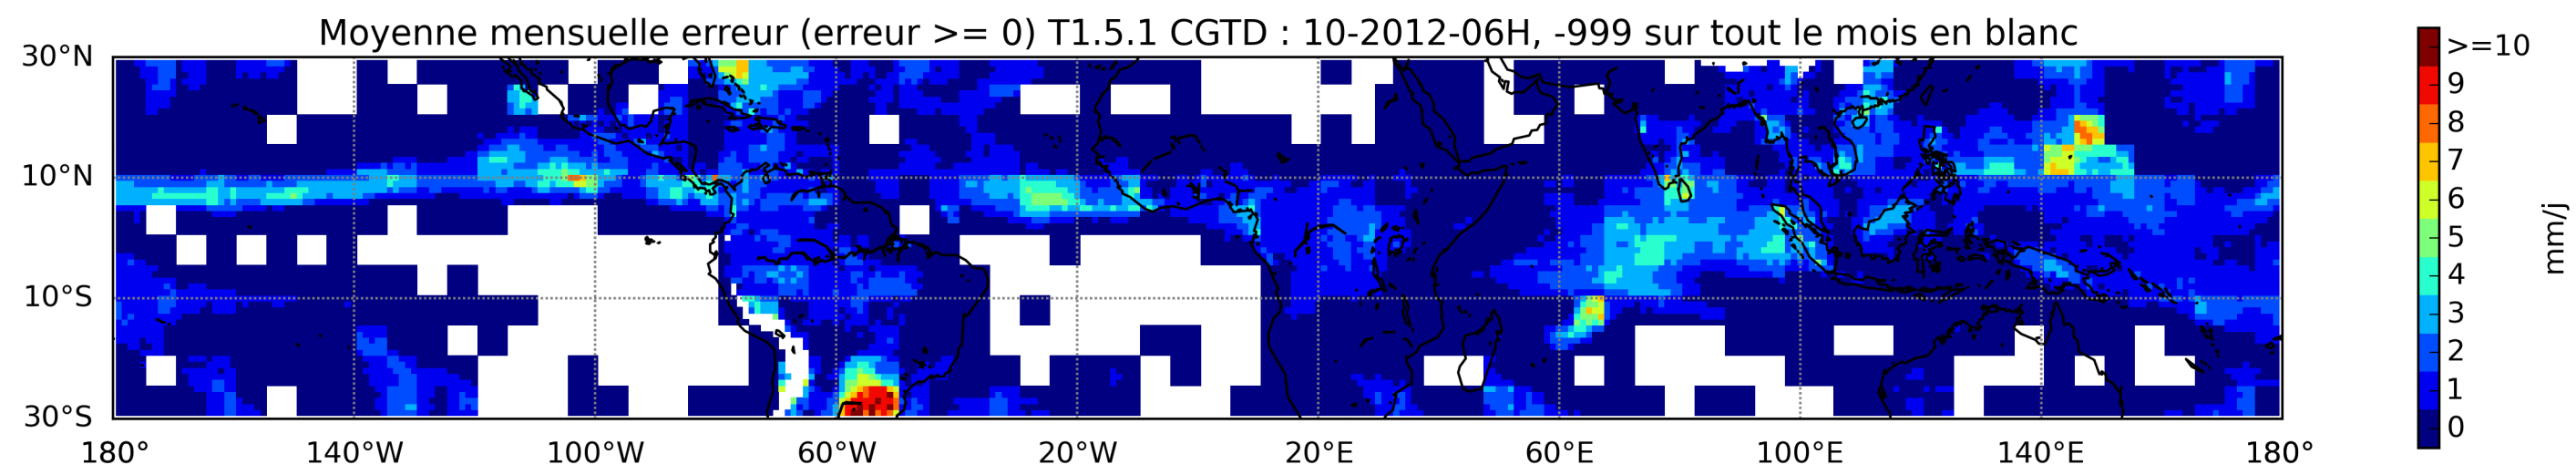 Moyenne mensuelle erreur (erreur >= 0) T1.5.1 CGTD : 10-2012-06H, -999 sur tout le mois en blanc
30°N
10°N
10°S
30°S
180° 140°W 100°W 60°W 20°W 20°E 60°E 100°E 140°E 180°
>=10
9
8
7
6
5
4
3
2
1
0
mm/j